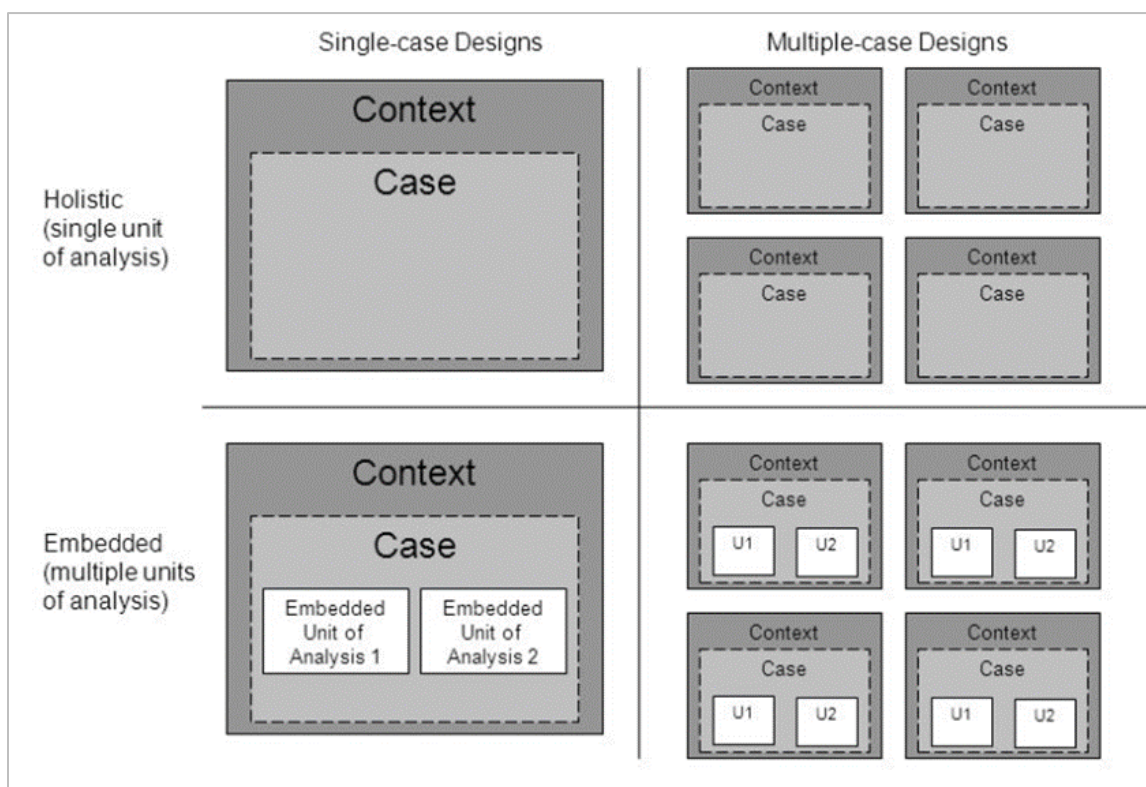 Single-case Designs
Multiple-case Designs
Holistic
(single unit
of analysis)
Context
Case
Context
Case
Context
Case
Context
Case
Context
Case
Embedded
(multiple units
of analysis)
Context
Case
Embedded
Unit of
Analysis 1
Embedded
Unit of
Analysis 2
Context
Case
U1
U2
Context
Case
U1
U2
Context
Case
U1
U2
Context
Case
U1
U2